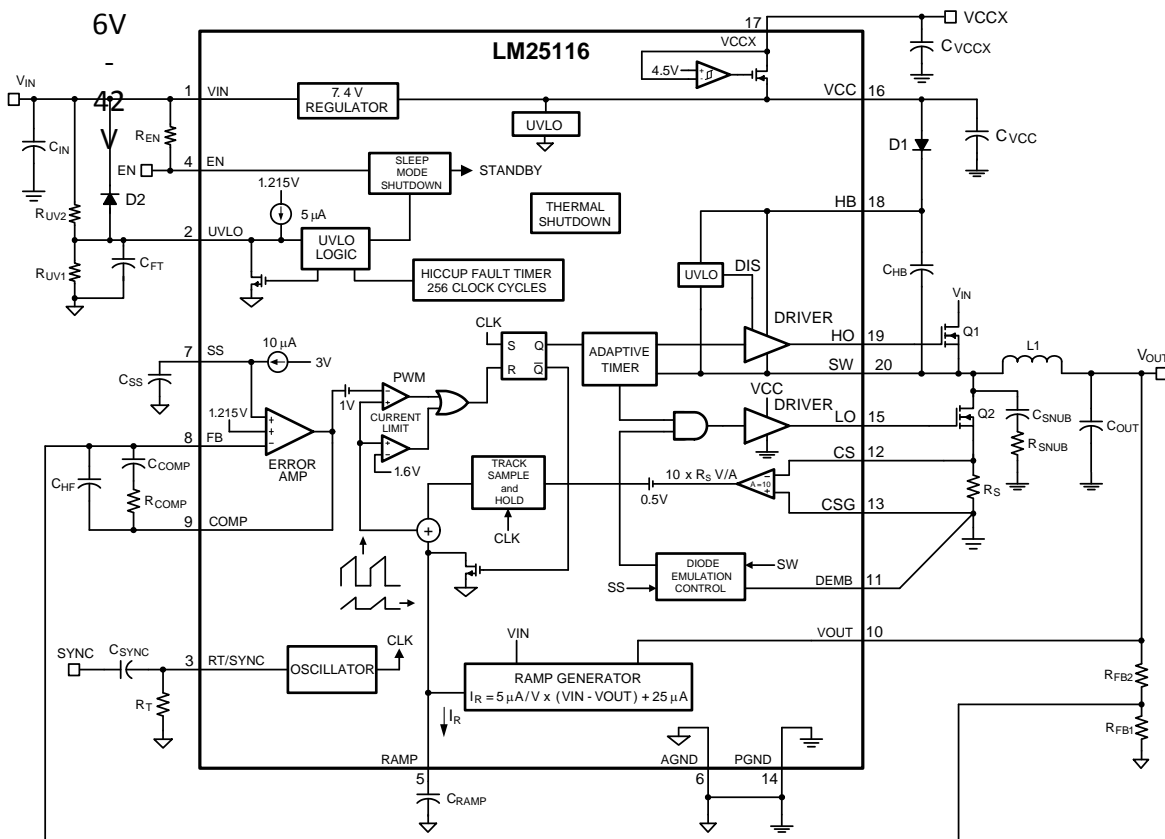 6V
-
42
V
LM25116
17
VCCX
VCCX
CVCCX
4.5V
+
-
VIN
1
VIN
7.4 V
REGULATOR
VCC
16
UVLO
CVCC
CIN
REN
EN
4
EN
SLEEP
MODE
SHUTDOWN
STANDBY
D1
1.215V
D2
5 µA
THERMAL
SHUTDOWN
HB
18
RUV2
2
UVLO
UVLO
LOGIC
RUV1
CFT
HICCUP FAULT TIMER
256 CLOCK CYCLES
UVLO
DIS
CHB
VIN
Q1
CLK
DRIVER
HO
19
7
SS
10 µA
3V
S
Q
R
Q
ADAPTIVE
TIMER
SW
20
L1
VOUT
CSS
PWM
-
+
1V
CURRENT
LIMIT
+
-
1.6V
VCC
DRIVER
LO
15
Q2
CSNUB
RSNUB
COUT
1.215V
+
+
-
8
FB
ERROR
AMP
CS
12
CHF
CCOMP
RCOMP
TRACK
SAMPLE
and
HOLD
10 x RS V/A
A=10
-
+
0.5V
RS
CSG
13
9
COMP
+
CLK
DIODE
EMULATION
CONTROL
SW
SS
DEMB
11
VOUT
10
SYNC
CSYNC
3
RT/SYNC
OSCILLATOR
CLK
VIN
RAMP GENERATOR
IR = 5 µA/V x (VIN - VOUT) + 25 µA
RT
IR
RFB2
RFB1
RAMP
5
AGND
6
PGND
14
CRAMP